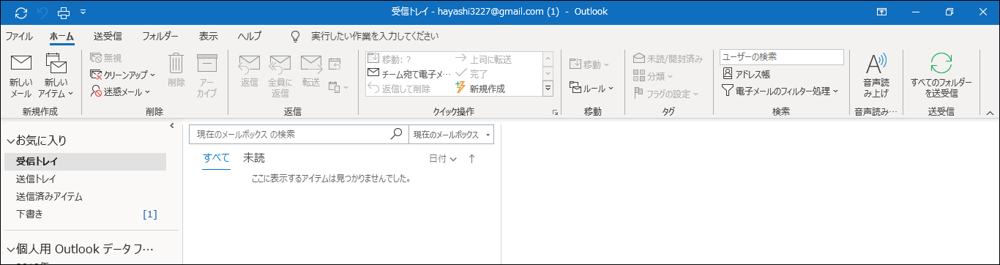 受信トレイ - hayashi3227@gmail.com (1) - Outlook
ファイル ホーム 送受信 フォルダー 表示 ヘルプ 実行したい作業を入力してください
新しい
メール
新しい
アイテム
新規作成
無視
クリーンアップ
迷惑メール
削除
アー
カイブ
削除
返信
全員に
返信
転送
返信
移動: ?
チーム宛て電子メ...
返信して削除
上司に転送
完了
新規作成
クイック操作
移動
ルール
移動
未読/開封済み
分類
フラグの設定
タグ
ユーザーの検索
アドレス帳
電子メールのフィルター処理
検索
音声読
み上げ
音声読み...
すべてのフォルダー
を送受信
送受信
お気に入り
受信トレイ
送信トレイ
送信済みアイテム
下書き [1]
個人用 Outlook データ フ...
現在のメールボックス の検索 現在のメールボックス
すべて 未読 日付
ここに表示するアイテムは見つかりませんでした。